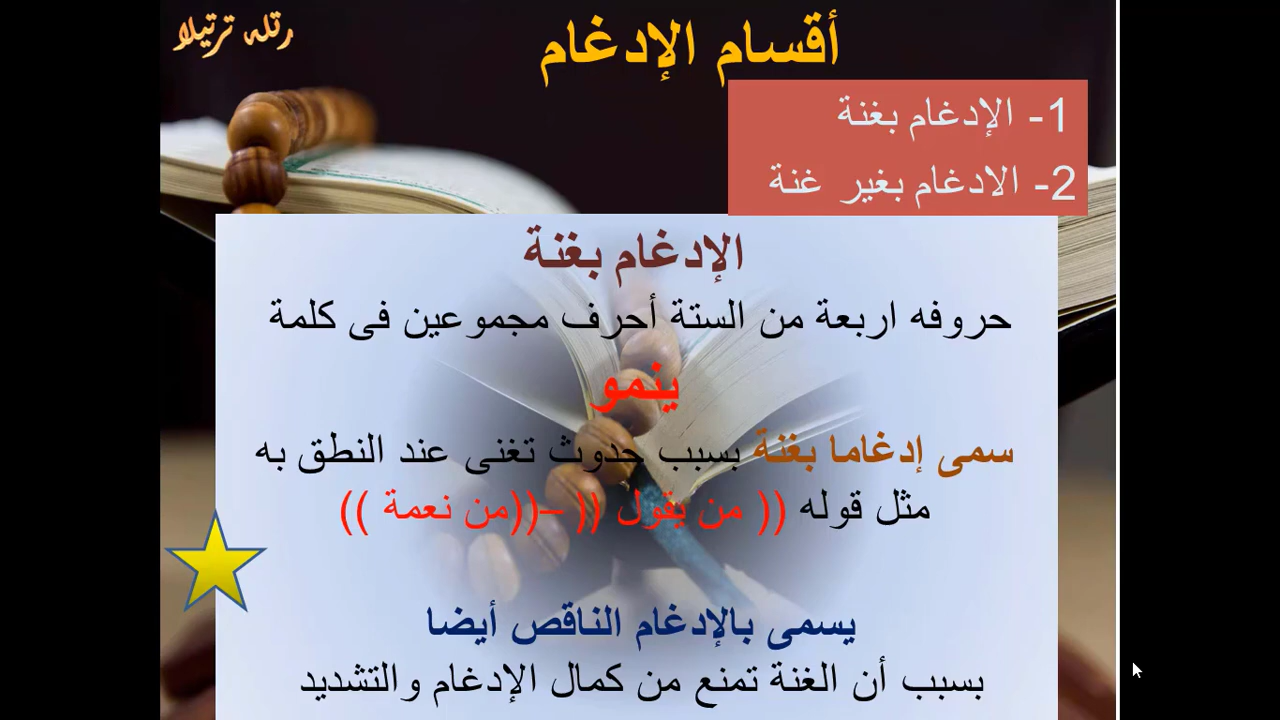 رتله ترتيلا
أقسام الإدغام
1- الإدغام بغنة
2- الادغام بغير غنة
الإدغام بغنة
حروفه اربعة من الستة أحرف مجموعين فى كلمة
ينمو
سمى إدغاما بغنة بسبب حدوث تغنى عند النطق به
مثل قوله (( من يقول (( –((من نعمة ))
يسمى بالإدغام الناقص أيضا
بسبب أن الغنة تمنع من كمال الإدغام والتشديد